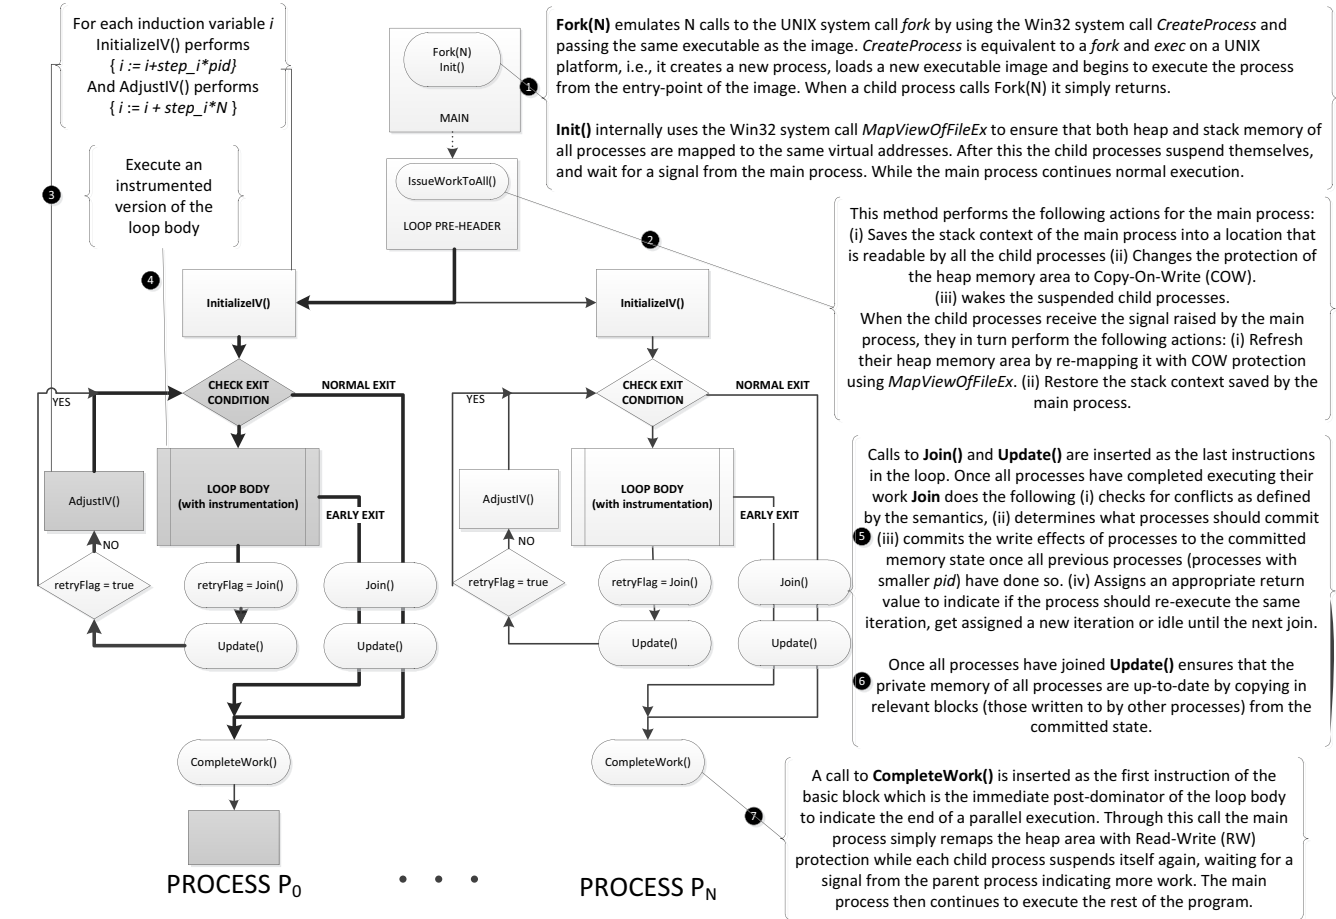 For each induction variable i
InitializeIV() performs
{ i := i+step_i*pid}
And AdjustIV() performs
{ i := i + step_i*N }
Fork(N)
Init()
MAIN
1
Fork(N) emulates N calls to the UNIX system call fork by using the Win32 system call CreateProcess and
passing the same executable as the image. CreateProcess is equivalent to a fork and exec on a UNIX
platform, i.e., it creates a new process, loads a new executable image and begins to execute the process
from the entry-point of the image. When a child process calls Fork(N) it simply returns.
Init() internally uses the Win32 system call MapViewOfFileEx to ensure that both heap and stack memory of
all processes are mapped to the same virtual addresses. After this the child processes suspend themselves,
and wait for a signal from the main process. While the main process continues normal execution.
Execute an
instrumented
version of the
loop body
3
4
IssueWorkToAll()
LOOP PRE-HEADER
2
This method performs the following actions for the main process:
(i) Saves the stack context of the main process into a location that
is readable by all the child processes (ii) Changes the protection of
the heap memory area to Copy-On-Write (COW).
(iii) wakes the suspended child processes.
When the child processes receive the signal raised by the main
process, they in turn perform the following actions: (i) Refresh
their heap memory area by re-mapping it with COW protection
using MapViewOfFileEx. (ii) Restore the stack context saved by the
main process.
InitializeIV()
CHECK EXIT
CONDITION
NORMAL EXIT
YES
AdjustIV()
LOOP BODY
(with instrumentation)
EARLY EXIT
NO
retryFlag = true
retryFlag = Join()
Join()
Update()
Update()
CompleteWork()
PROCESS P0
• • •
InitializeIV()
CHECK EXIT
CONDITION
NORMAL EXIT
YES
AdjustIV()
LOOP BODY
(with instrumentation)
EARLY EXIT
NO
retryFlag = true
retryFlag = Join()
Join()
Update()
Update()
CompleteWork()
PROCESS PN
Calls to Join() and Update() are inserted as the last instructions
in the loop. Once all processes have completed executing their
work Join does the following (i) checks for conflicts as defined
by the semantics, (ii) determines what processes should commit
5
(iii) commits the write effects of processes to the committed
memory state once all previous processes (processes with
smaller pid) have done so. (iv) Assigns an appropriate return
value to indicate if the process should re-execute the same
iteration, get assigned a new iteration or idle until the next join.
6
Once all processes have joined Update() ensures that the
private memory of all processes are up-to-date by copying in
relevant blocks (those written to by other processes) from the
committed state.
7
A call to CompleteWork() is inserted as the first instruction of the
basic block which is the immediate post-dominator of the loop body
to indicate the end of a parallel execution. Through this call the main
process simply remaps the heap area with Read-Write (RW)
protection while each child process suspends itself again, waiting for a
signal from the parent process indicating more work. The main
process then continues to execute the rest of the program.